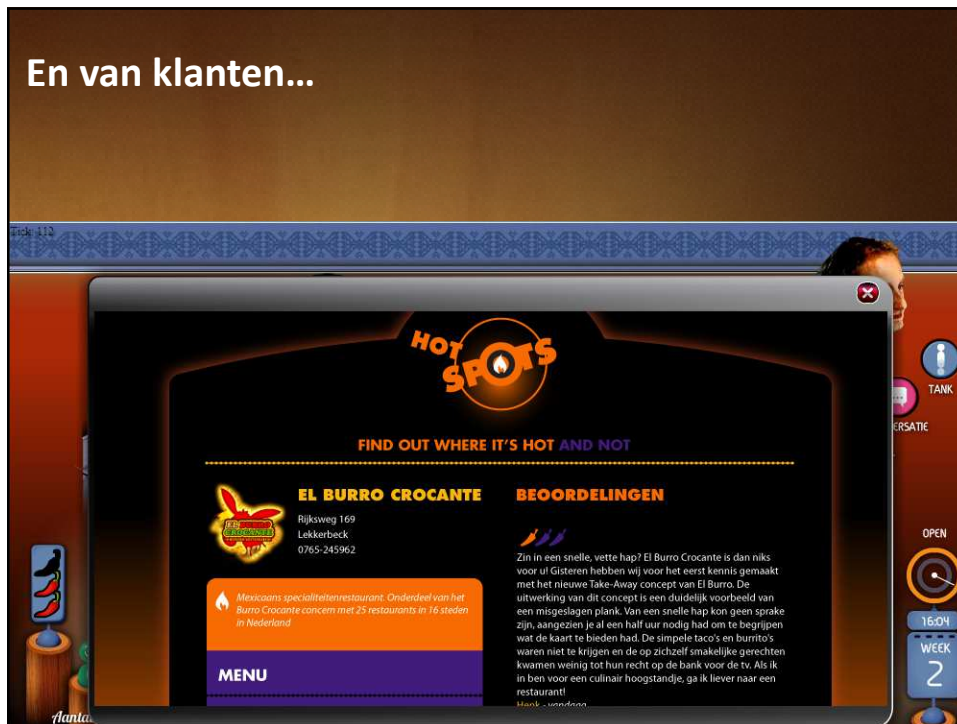 En van klanten…
Tick: 112
HOT
SPOTS
TANK
FIND OUT WHERE IT'S HOT AND NOT
EL BURRO CROCANTE
Rijksweg 169
Lekkerbeck
0765-245962
Mexicaans specialiteitenrestaurant. Onderdeel van het
Burro Crocante concern met 25 restaurants in 16 steden
in Nederland
MENU
BEOORDELINGEN
Zin in een snelle, vette hap? El Burro Crocante is dan niks
voor u! Gisteren hebben wij voor het eerst kennis gemaakt
met het nieuwe Take-Away concept van El Burro. De
uitwerking van dit concept is een duidelijk voorbeeld van
een misgeslagen plank. Van een snelle hap kon geen sprake
zijn, aangezien je al een half uur nodig had om te begrijpen
wat de kaart te bieden had. De simpele taco's en burrito's
waren niet te krijgen en de op zichzelf smakelijke gerechten
kwamen weinig tot hun recht op de bank voor de tv. Als ik
in ben voor een culinair hoogstandje, ga ik liever naar een
restaurant!
Henk - vandaag
ERSATIE
OPEN
16:04
WEEK
2
Aanta